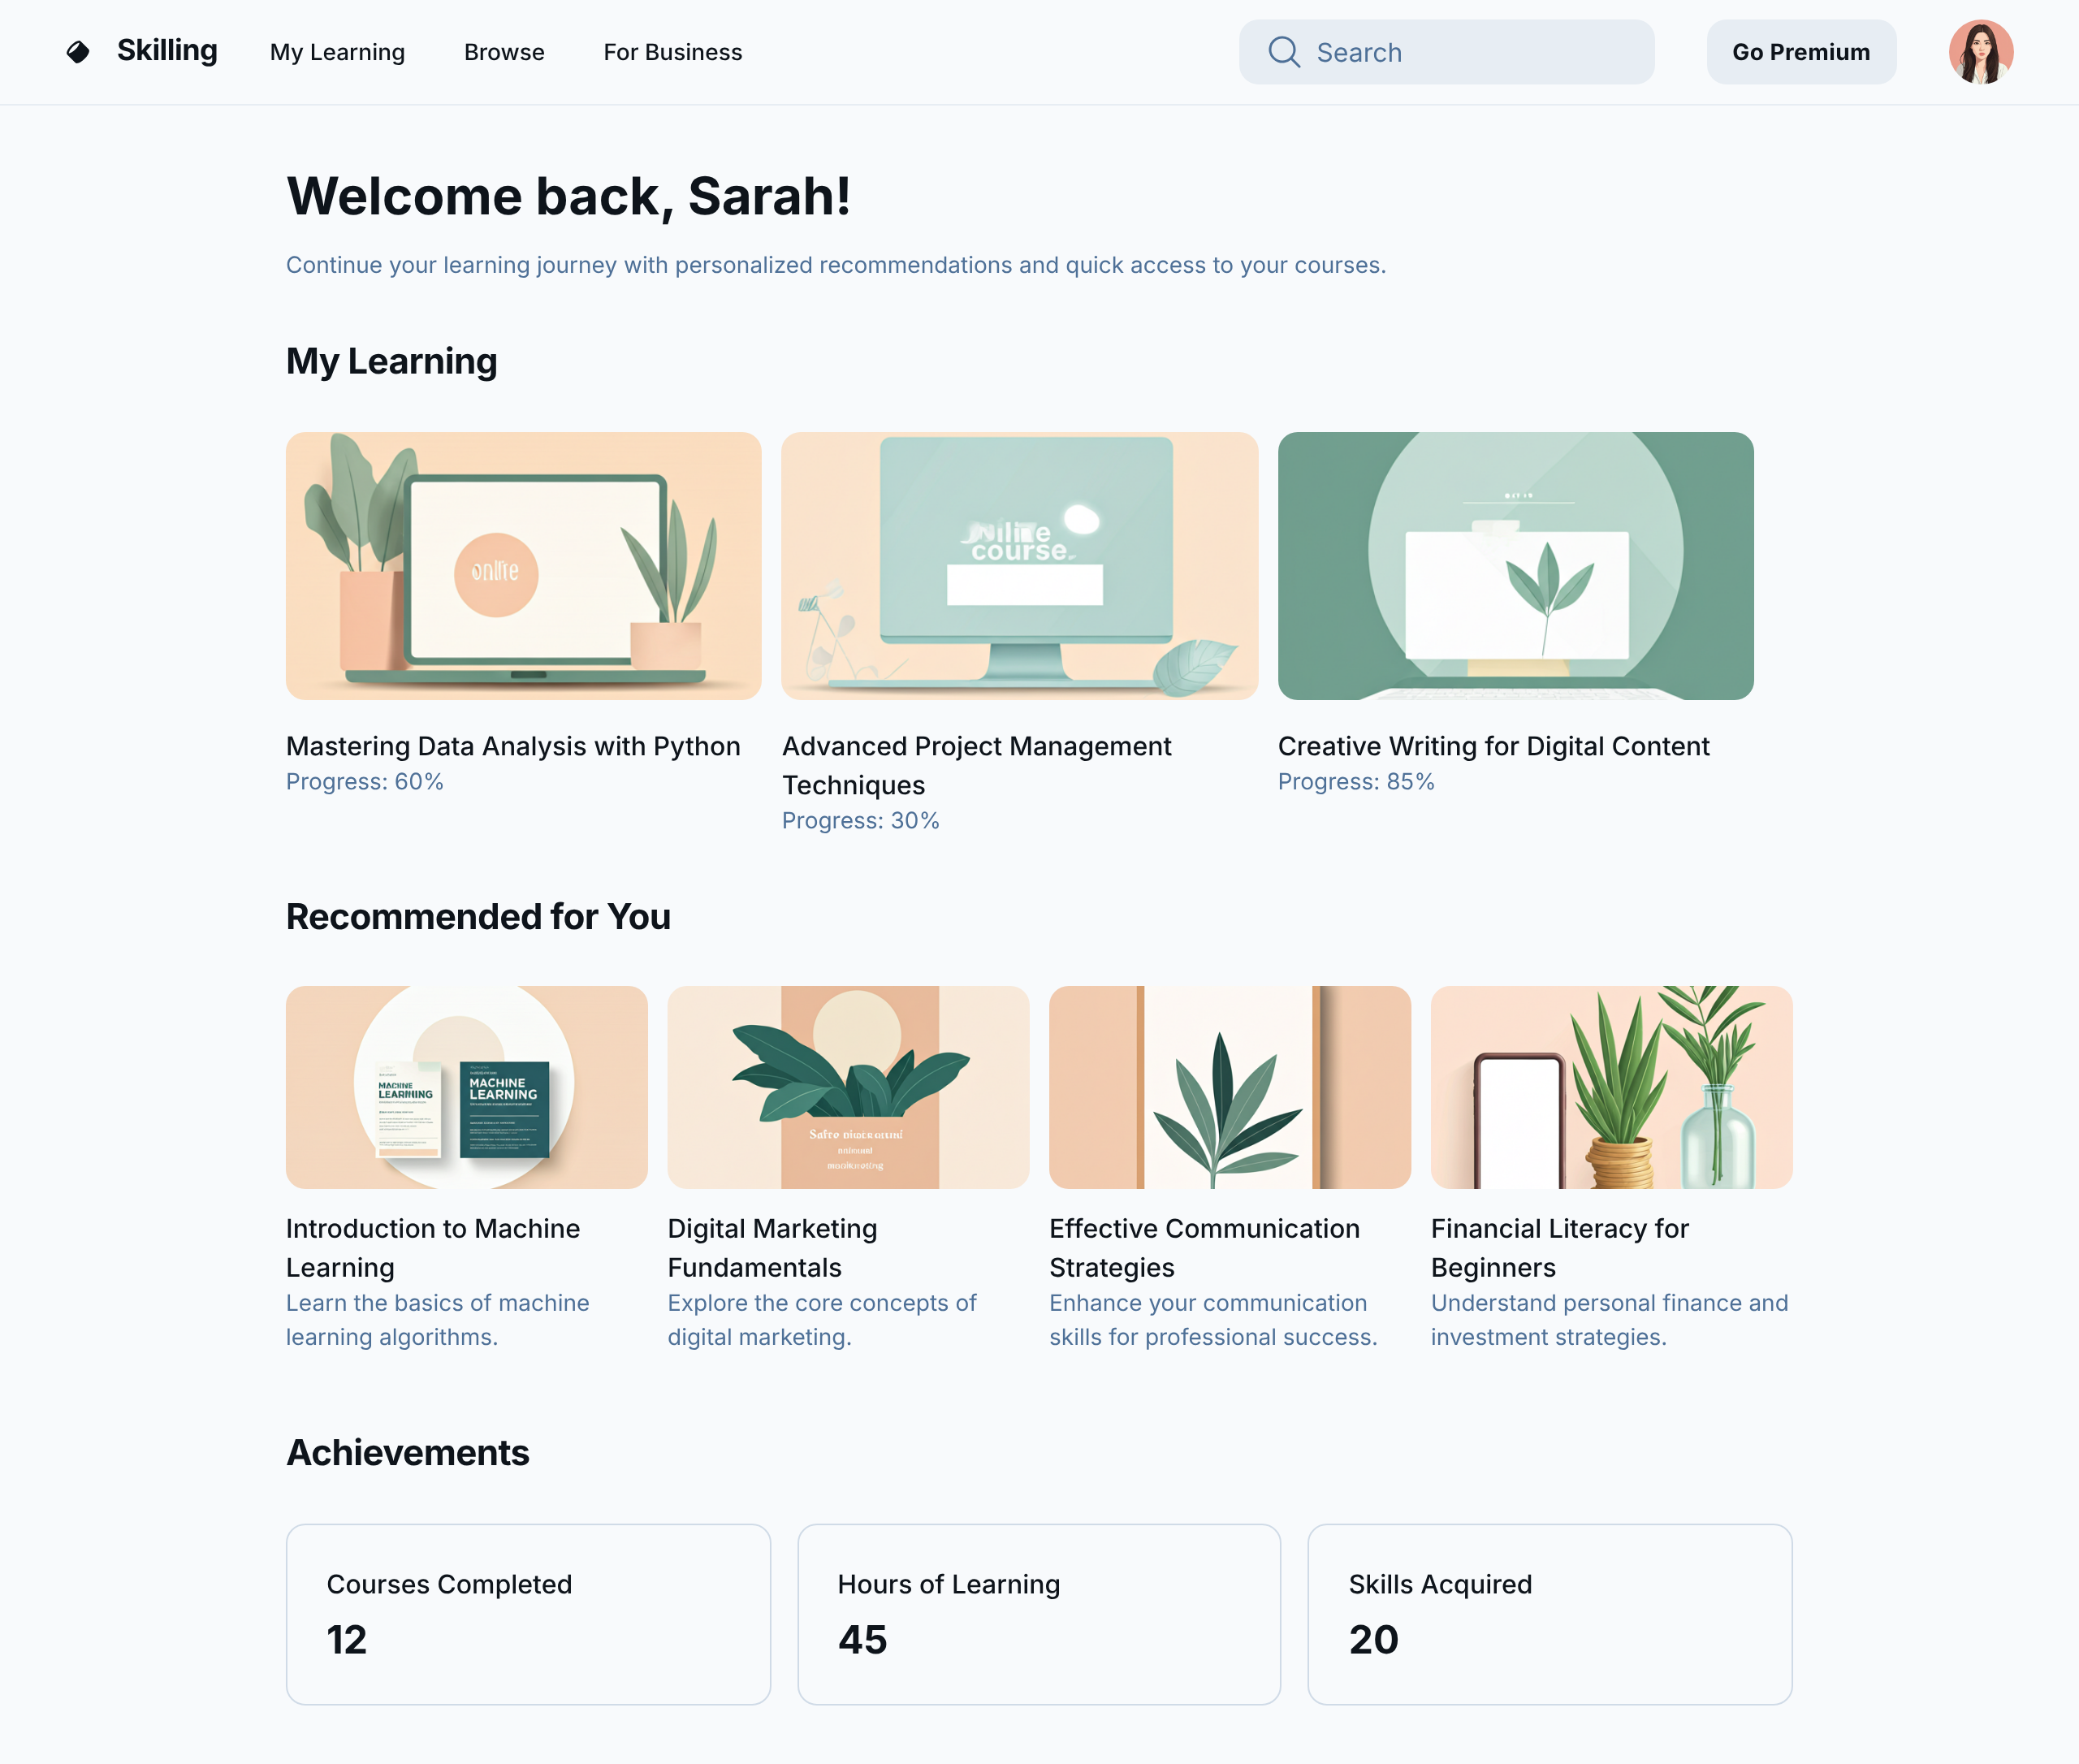 Skilling
My Learning
Browse
For Business
Search
Go Premium
Welcome back, Sarah!
Continue your learning journey with personalized recommendations and quick access to your courses.
My Learning
course
Mastering Data Analysis with Python
Progress: 60%
Advanced Project Management
Techniques
Progress: 30%
Creative Writing for Digital Content
Progress: 85%
Recommended for You
MACHINE
LEARNING
MACHINE
LEARNING
Introduction to Machine
Learning
Learn the basics of machine
learning algorithms.
Digital Marketing
Fundamentals
Explore the core concepts of
digital marketing.
Effective Communication
Strategies
Enhance your communication
skills for professional success.
Financial Literacy for
Beginners
Understand personal finance and
investment strategies.
Achievements
Courses Completed
12
Hours of Learning
45
Skills Acquired
20